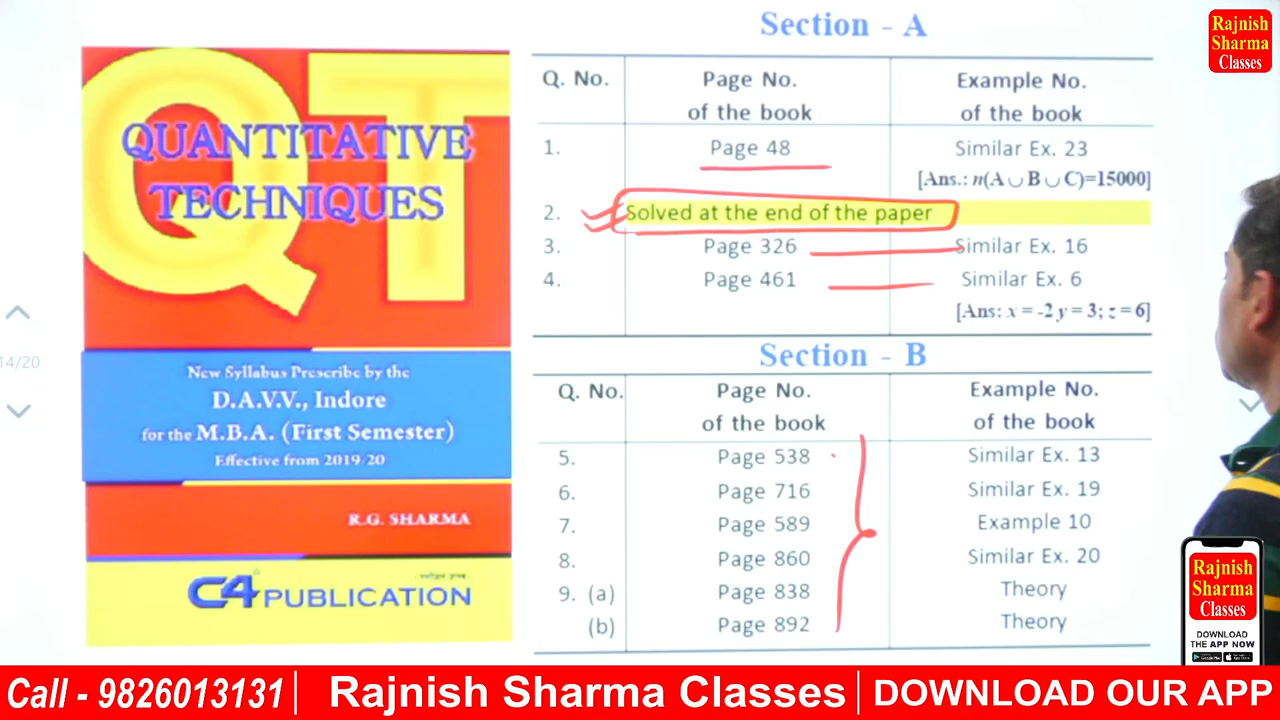 QT
QUANTITATIVE
TECHNIQUES
New Syllabus Prescribe by the
D.A.V.V., Indore
for the M.B.A. (First Semester)
Effective from 2019-20
R.G. SHARMA
C4 PUBLICATION
14/20
Section - A
Q. No. Page No. of the book Example No. of the book
1. Page 48 Similar Ex. 23
[Ans.: n(A ∪ B ∪ C)=15000]
2. Solved at the end of the paper
3. Page 326 Similar Ex. 16
4. Page 461 Similar Ex. 6
[Ans: x = -2 y = 3; z = 6]
Section - B
Q. No. Page No. of the book Example No. of the book
5. Page 538 Similar Ex. 13
6. Page 716 Similar Ex. 19
7. Page 589 Example 10
8. Page 860 Similar Ex. 20
9. (a) Page 838 Theory
(b) Page 892 Theory
Rajnish
Sharma
Classes
Rajnish
Sharma
Classes
DOWNLOAD
THE APP NOW
Call - 9826013131 | Rajnish Sharma Classes | DOWNLOAD OUR APP